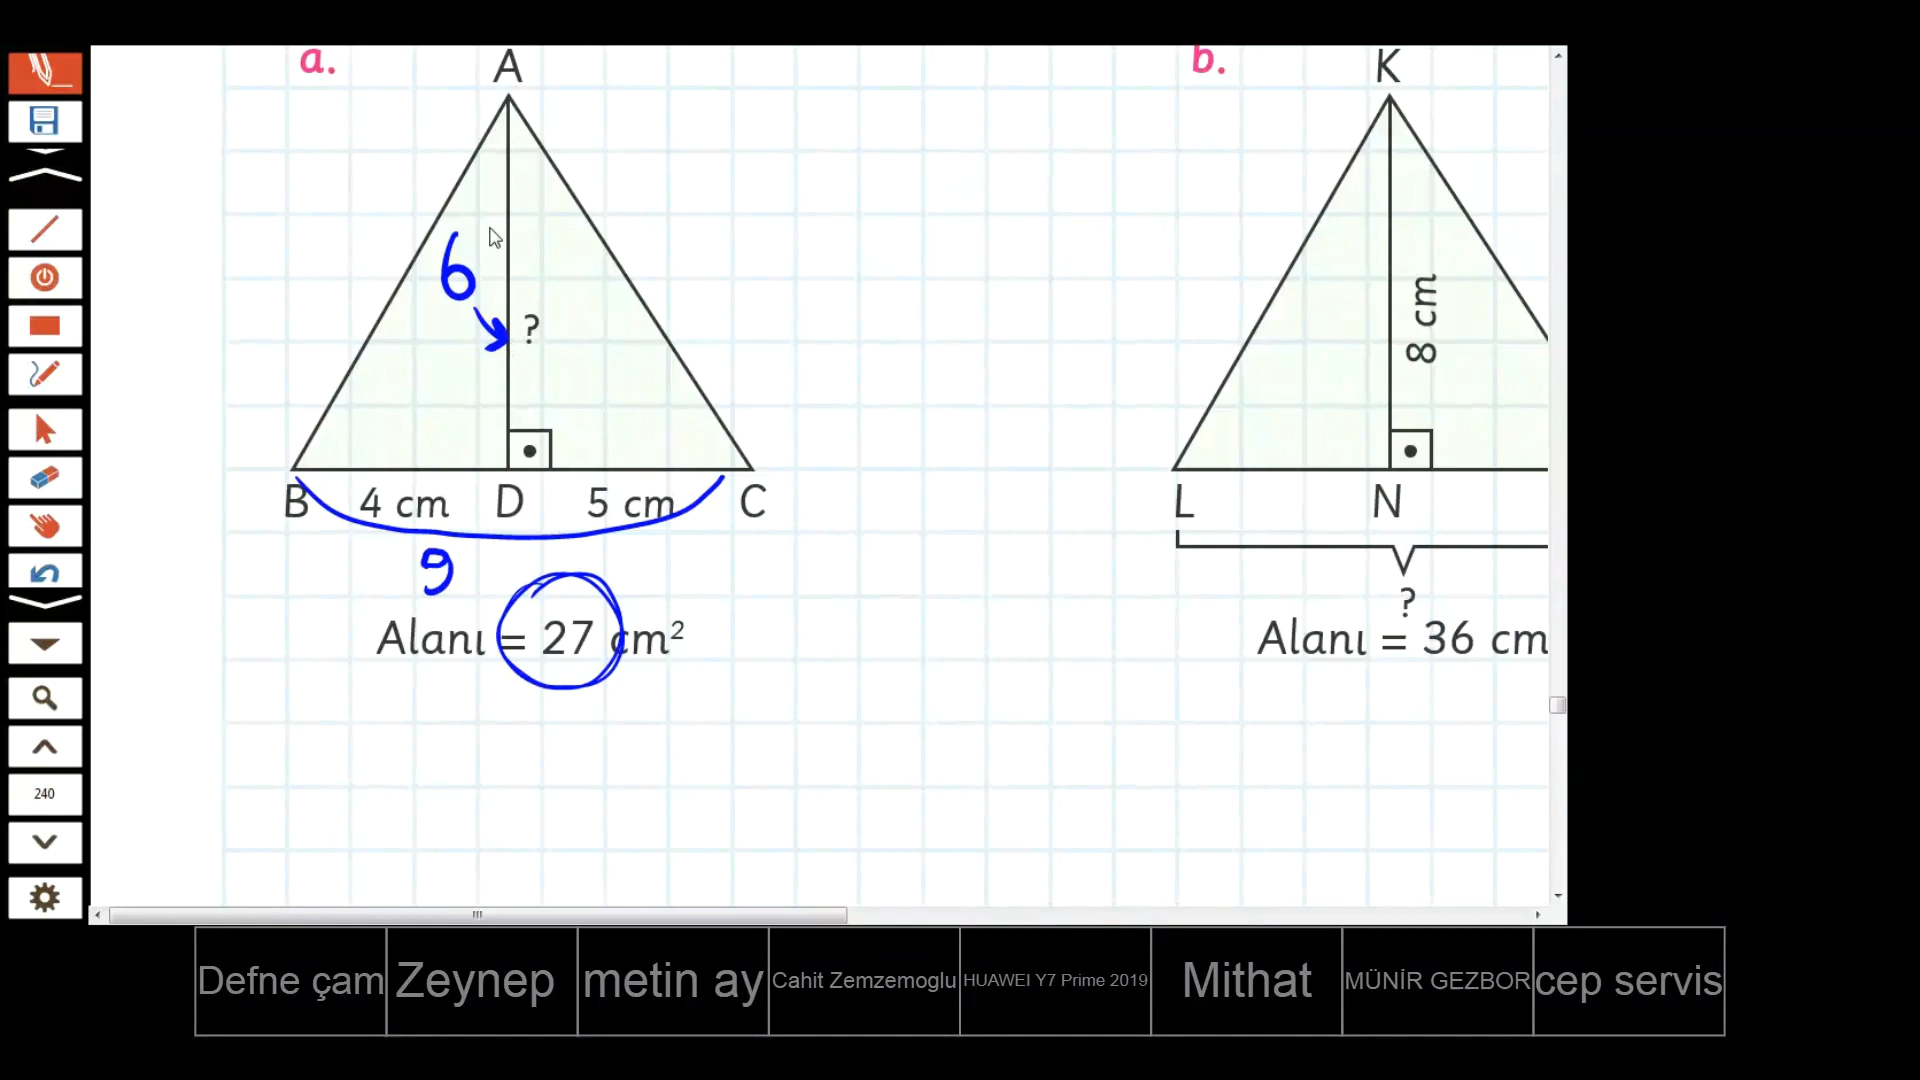 a.
A
6
?
B 4 cm D 5 cm C
9
Alanı = 27 cm²
b.
K
8 cm
L N
?
Alanı = 36 cm
240
Defne çam
Zeynep
metin ay
Cahit Zemzemoglu
HUAWEI Y7 Prime 2019
Mithat
MÜNİR GEZBOR
cep servis